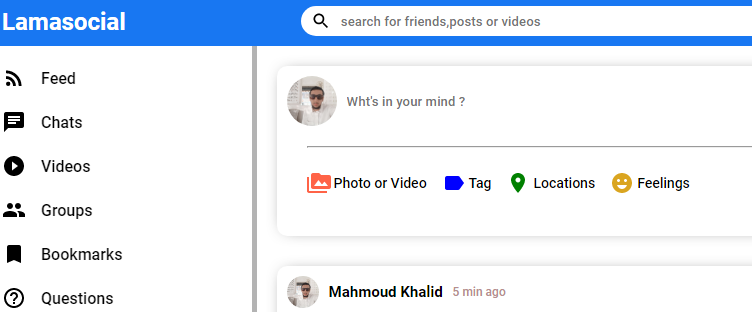 Lamasocial
search for friends,posts or videos
Feed
Chats
Videos
Groups
Bookmarks
Questions
Wht's in your mind ?
Photo or Video
Tag
Locations
Feelings
Mahmoud Khalid 5 min ago